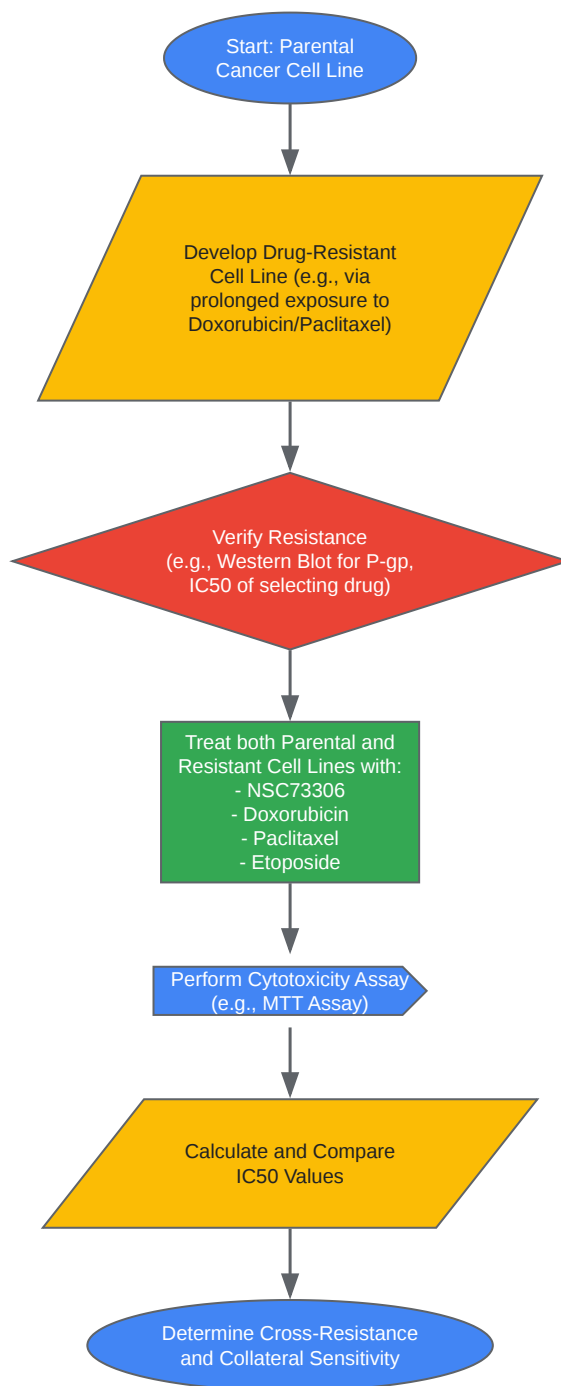 Start: Parental
Cancer Cell Line
Develop Drug-Resistant
Cell Line (e.g., via
prolonged exposure to
Doxorubicin/Paclitaxel)
Verify Resistance
(e.g., Western Blot for P-gp,
IC50 of selecting drug)
Treat both Parental and
Resistant Cell Lines with:
- NSC73306
- Doxorubicin
- Paclitaxel
- Etoposide
Perform Cytotoxicity Assay
(e.g., MTT Assay)
Calculate and Compare
IC50 Values
Determine Cross-Resistance
and Collateral Sensitivity